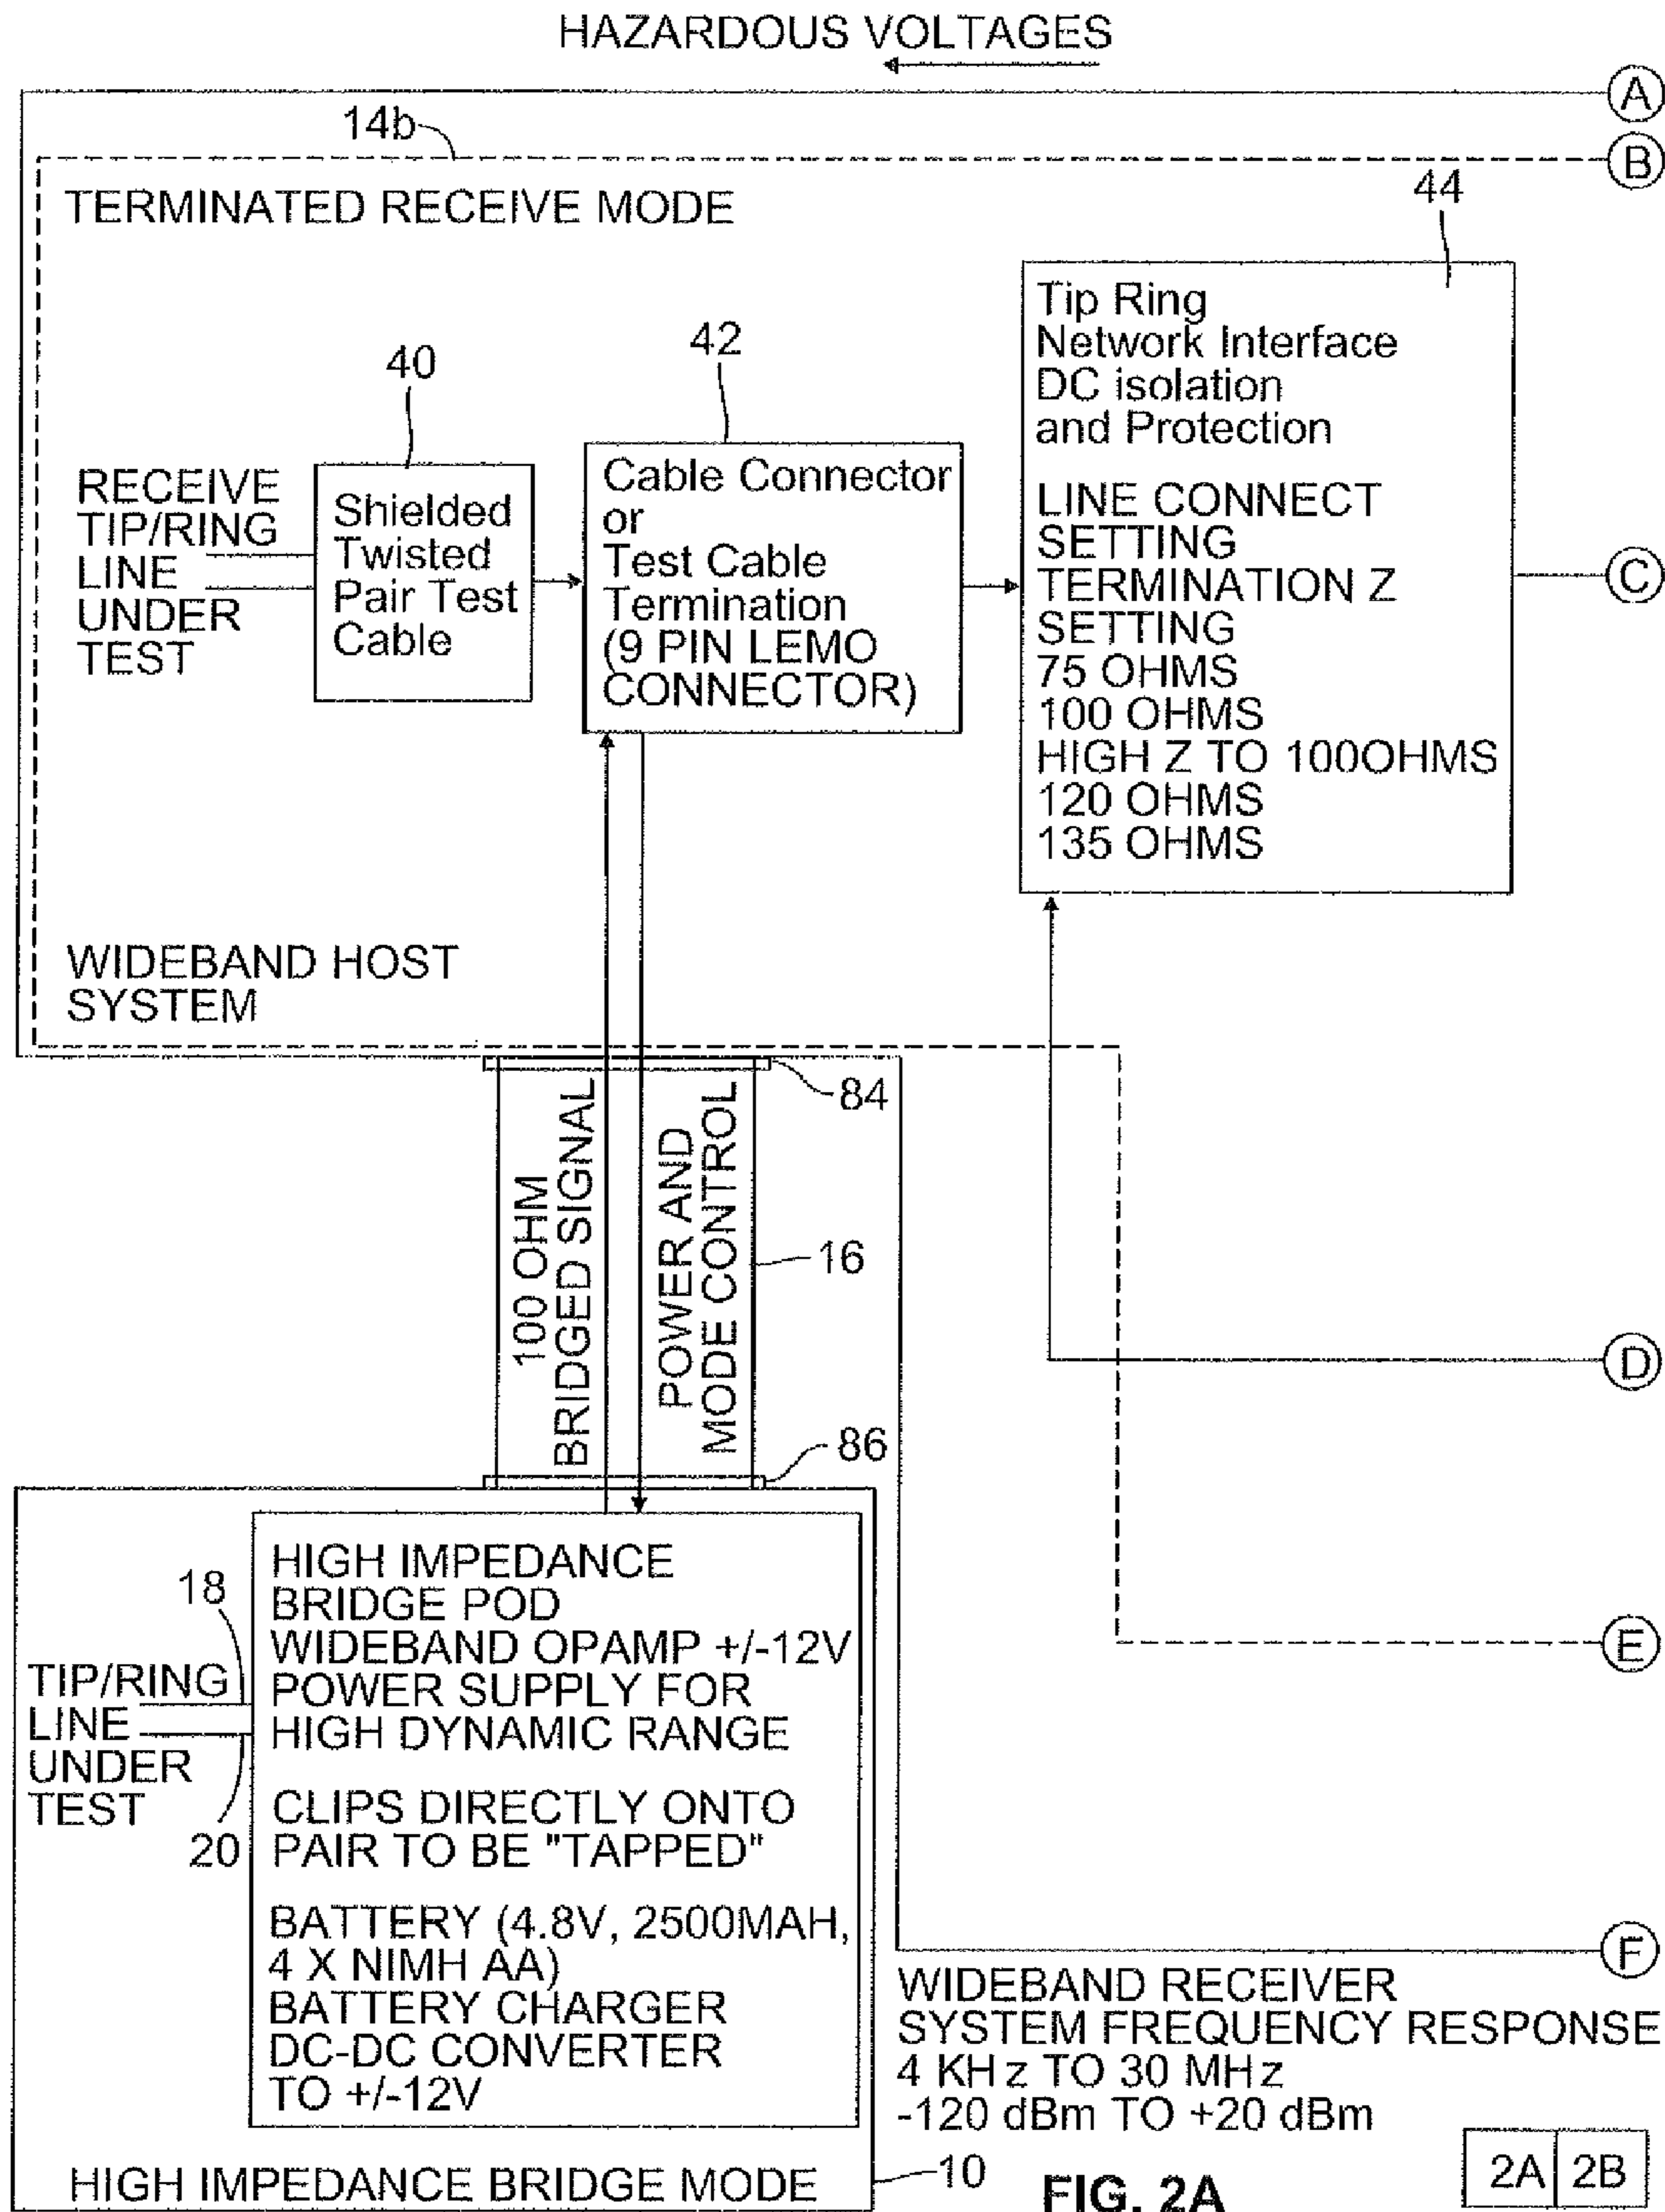 HAZARDOUS VOLTAGES
A
14b
B
TERMINATED RECEIVE MODE
44
Tip Ring
Network Interface
DC isolation
and Protection
LINE CONNECT
SETTING
TERMINATION Z
SETTING
75 OHMS
100 OHMS
HIGH Z TO 100OHMS
120 OHMS
135 OHMS
42
40
RECEIVE
TIP/RING
LINE
UNDER
TEST
Shielded
Twisted
Pair Test
Cable
Cable Connector
or
Test Cable
Termination
(9 PIN LEMO
CONNECTOR)
C
WIDEBAND HOST
SYSTEM
84
100 OHM
BRIDGED SIGNAL
POWER AND
MODE CONTROL
16
D
86
HIGH IMPEDANCE
BRIDGE POD
WIDEBAND OPAMP +/-12V
POWER SUPPLY FOR
HIGH DYNAMIC RANGE
CLIPS DIRECTLY ONTO
PAIR TO BE "TAPPED"
BATTERY (4.8V, 2500MAH,
4 X NIMH AA)
BATTERY CHARGER
DC-DC CONVERTER
TO +/-12V
18
TIP/RING
LINE
UNDER
TEST
20
E
F
WIDEBAND RECEIVER
SYSTEM FREQUENCY RESPONSE
4 KHz TO 30 MHz
-120 dBm TO +20 dBm
HIGH IMPEDANCE BRIDGE MODE
10
FIG. 2A
2A 2B